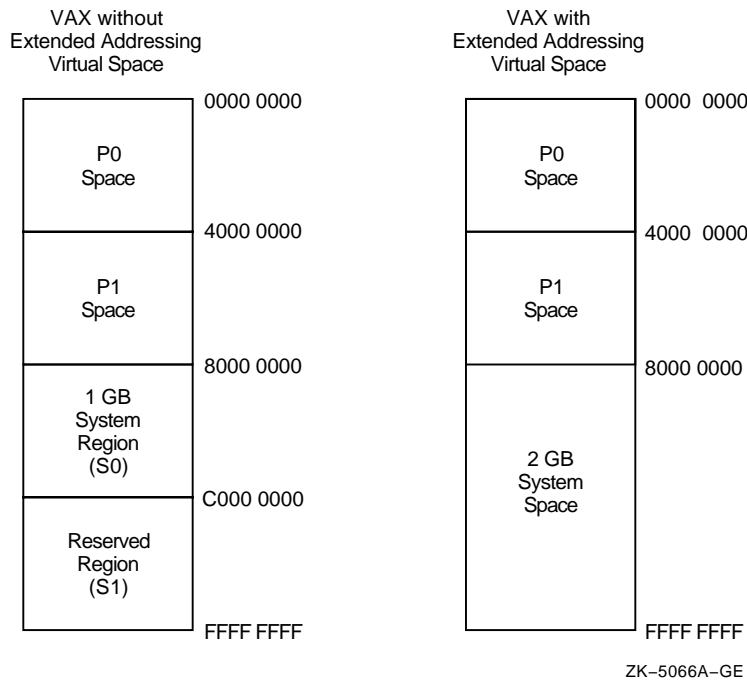 VAX without
Extended Addressing
Virtual Space
0000 0000
P0
Space
4000 0000
P1
Space
8000 0000
1 GB
System
Region
(S0)
C000 0000
Reserved
Region
(S1)
FFFF FFFF
VAX with
Extended Addressing
Virtual Space
0000 0000
P0
Space
4000 0000
P1
Space
8000 0000
2 GB
System
Space
FFFF FFFF
ZK–5066A–GE